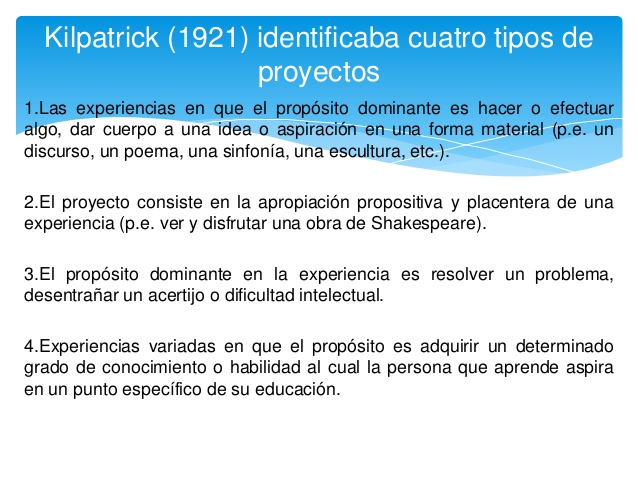 Kilpatrick (1921) identificaba cuatro tipos de
proyectos
1.Las experiencias en que el propósito dominante es hacer o efectuar
algo, dar cuerpo a una idea o aspiración en una forma material (p.e. un
discurso, un poema, una sinfonía, una escultura, etc.).
2.El proyecto consiste en la apropiación propositiva y placentera de una
experiencia (p.e. ver y disfrutar una obra de Shakespeare).
3.El propósito dominante en la experiencia es resolver un problema,
desentrañar un acertijo o dificultad intelectual.
4.Experiencias variadas en que el propósito es adquirir un determinado
grado de conocimiento o habilidad al cual la persona que aprende aspira
en un punto específico de su educación.